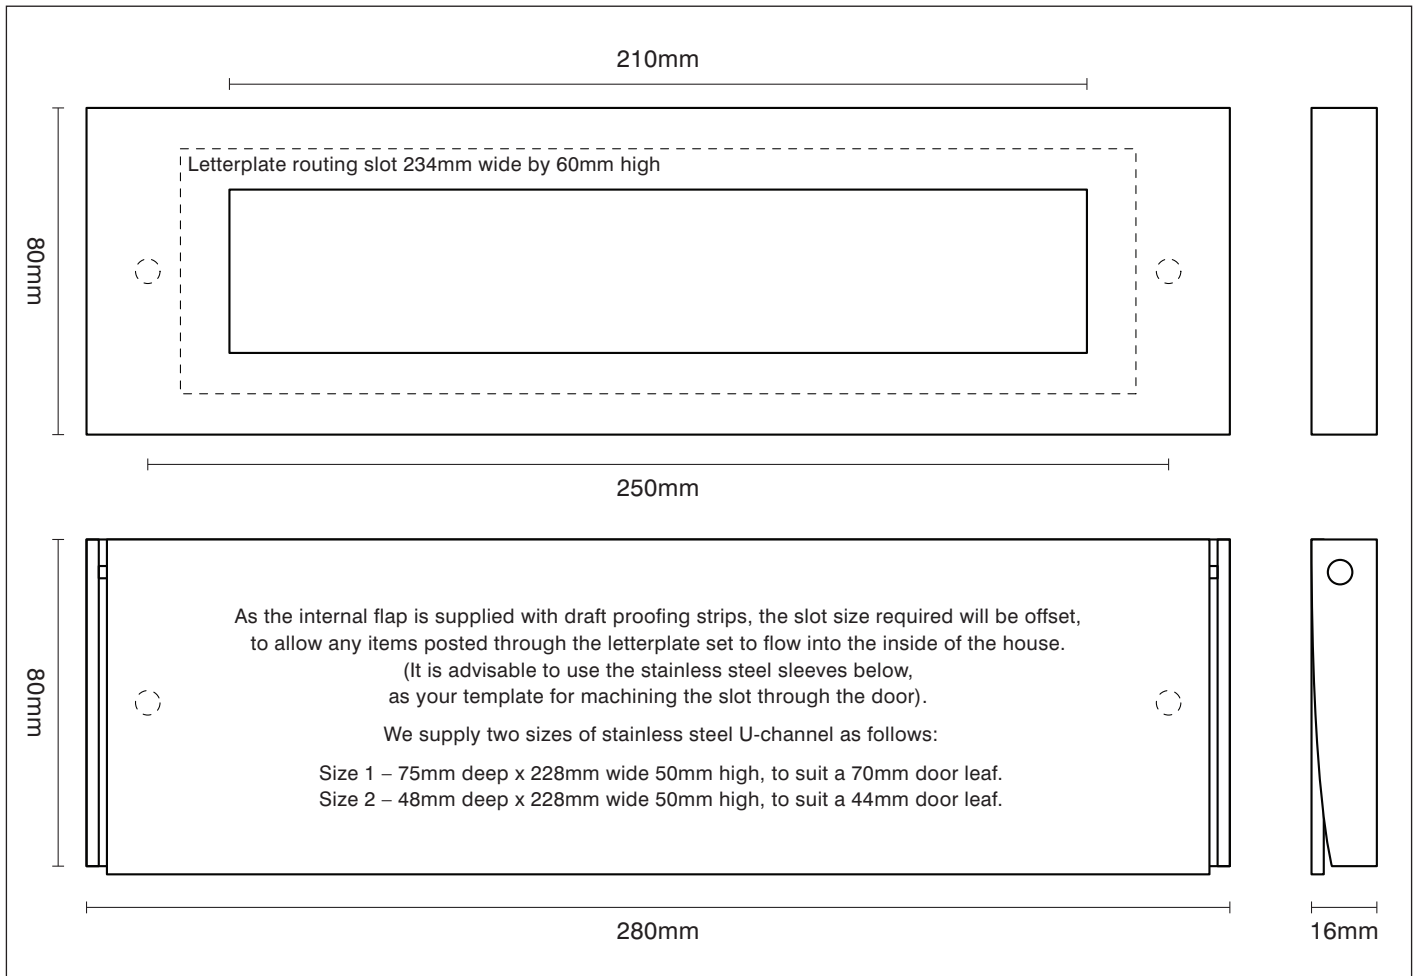 210mm
Letterplate routing slot 234mm wide by 60mm high
80mm
250mm
As the internal flap is supplied with draft proofing strips, the slot size required will be offset,
to allow any items posted through the letterplate set to flow into the inside of the house.
(It is advisable to use the stainless steel sleeves below,
as your template for machining the slot through the door).
We supply two sizes of stainless steel U-channel as follows:
Size 1 – 75mm deep x 228mm wide 50mm high, to suit a 70mm door leaf.
Size 2 – 48mm deep x 228mm wide 50mm high, to suit a 44mm door leaf.
80mm
280mm
16mm